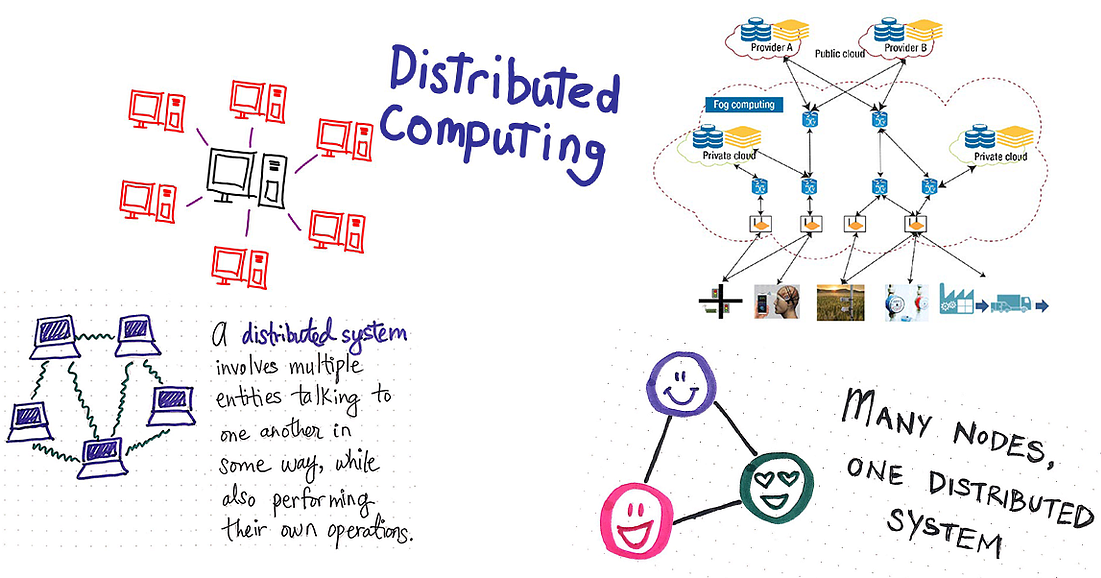 Distributed
Computing
Provider A
Public cloud
Provider B
Fog computing
Private cloud
Private cloud
A distributed system
involves multiple
entities talking to
one another in
some way, while
also performing
their own operations.
MANY NODES,
ONE DISTRIBUTED
SYSTEM